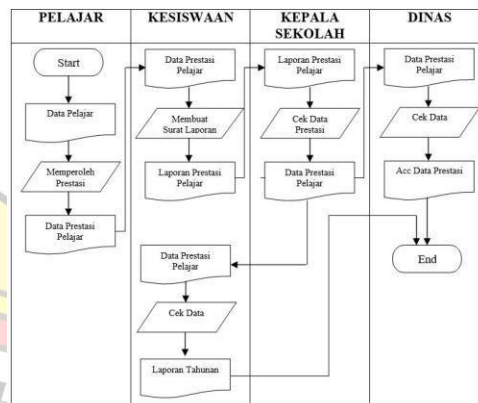 PELAJAR
KESISWAAN
KEPALA
SEKOLAH
DINAS
Start
Data Pelajar
Memperoleh
Prestasi
Data Prestasi
Pelajar
Data Prestasi
Pelajar
Membuat
Surat Laporan
Laporan Prestasi
Pelajar
Data Prestasi
Pelajar
Cek Data
Laporan Tahunan
Laporan Prestasi
Pelajar
Cek Data
Prestasi
Data Prestasi
Pelajar
Data Prestasi
Pelajar
Cek Data
Acc Data Prestasi
End